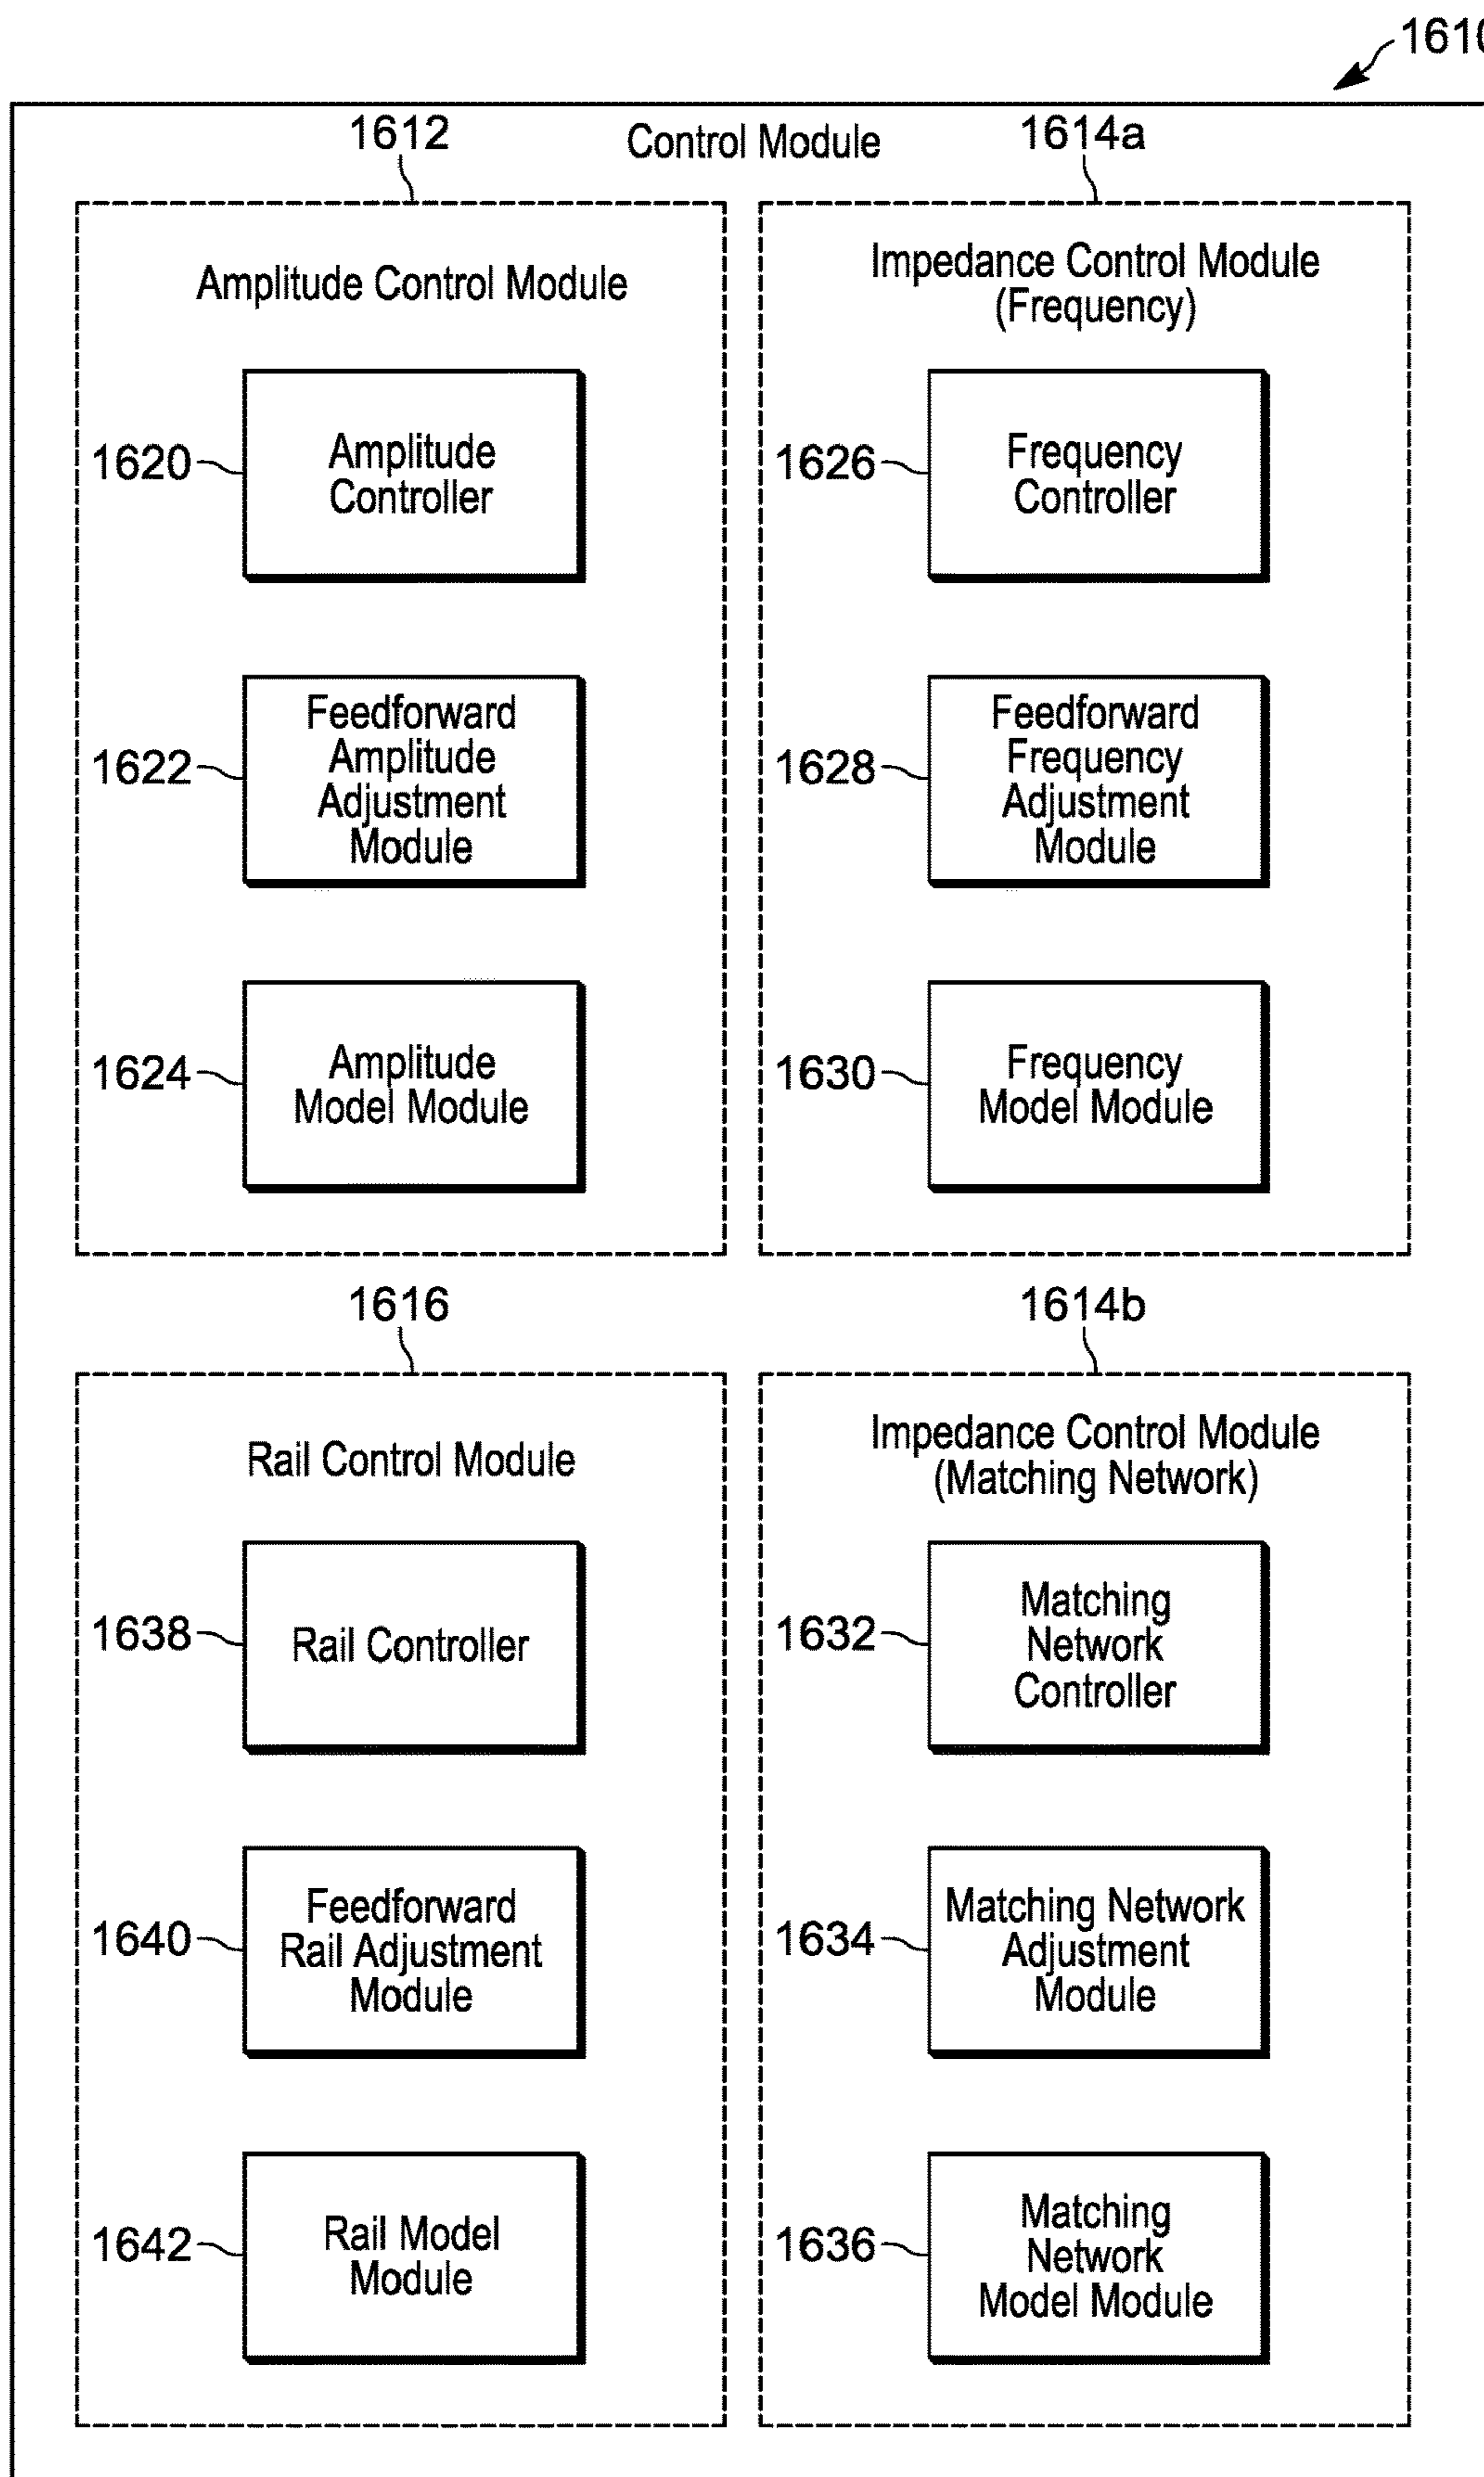 1610
Control Module
1612
Amplitude Control Module
1620
Amplitude
Controller
1622
Feedforward
Amplitude
Adjustment
Module
1624
Amplitude
Model Module
1614a
Impedance Control Module
(Frequency)
1626
Frequency
Controller
1628
Feedforward
Frequency
Adjustment
Module
1630
Frequency
Model Module
1616
Rail Control Module
1638
Rail Controller
1640
Feedforward
Rail Adjustment
Module
1642
Rail Model
Module
1614b
Impedance Control Module
(Matching Network)
1632
Matching
Network
Controller
1634
Matching Network
Adjustment
Module
1636
Matching
Network
Model Module